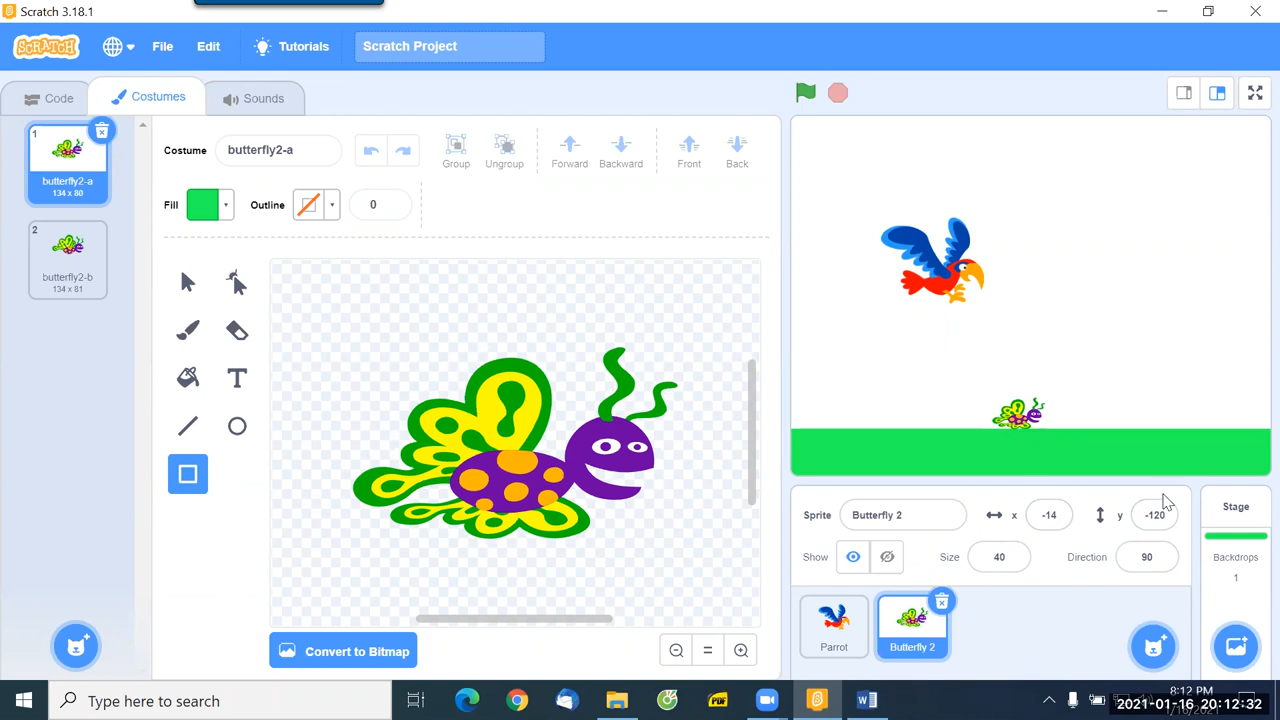 Scratch 3.18.1
SCRATCH File Edit Tutorials Scratch Project
Code Costumes Sounds
1
butterfly2-a
134 x 80
2
butterfly2-b
134 x 81
Costume butterfly2-a
Group Ungroup Forward Backward Front Back
Fill Outline 0
Convert to Bitmap
Sprite Butterfly 2 x -14 y -120
Show Size 40 Direction 90
Parrot
Butterfly 2
Stage
Backdrops
1
Type here to search
PDF
8:12 PM
2021-01-16 20:12:32